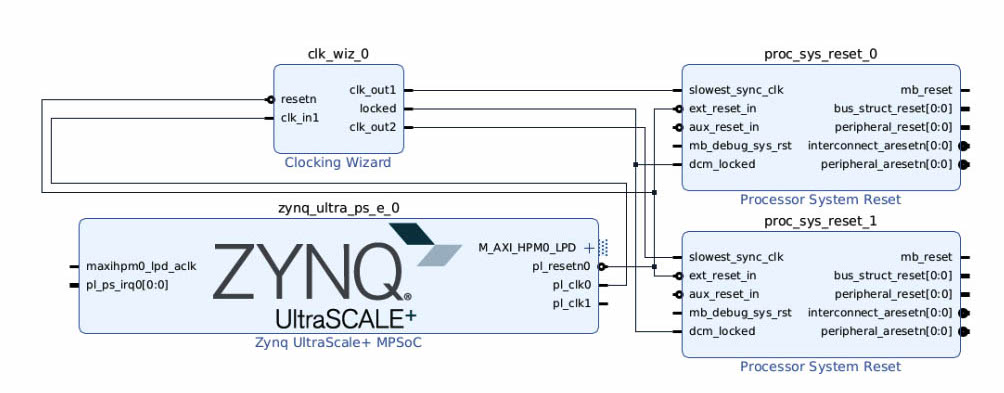 clk_wiz_0
resetn
clk_in1
clk_out1
locked
clk_out2
Clocking Wizard
proc_sys_reset_0
slowest_sync_clk
ext_reset_in
aux_reset_in
mb_debug_sys_rst
dcm_locked
mb_reset
bus_struct_reset[0:0]
peripheral_reset[0:0]
interconnect_aresetn[0:0]
peripheral_aresetn[0:0]
Processor System Reset
zynq_ultra_ps_e_0
maxihpm0_lpd_aclk
pl_ps_irq0[0:0]
ZYNQ®
UltraSCALE+
M_AXI_HPM0_LPD
pl_resetn0
pl_clk0
pl_clk1
Zynq UltraScale+ MPSoC
proc_sys_reset_1
slowest_sync_clk
ext_reset_in
aux_reset_in
mb_debug_sys_rst
dcm_locked
mb_reset
bus_struct_reset[0:0]
peripheral_reset[0:0]
interconnect_aresetn[0:0]
peripheral_aresetn[0:0]
Processor System Reset